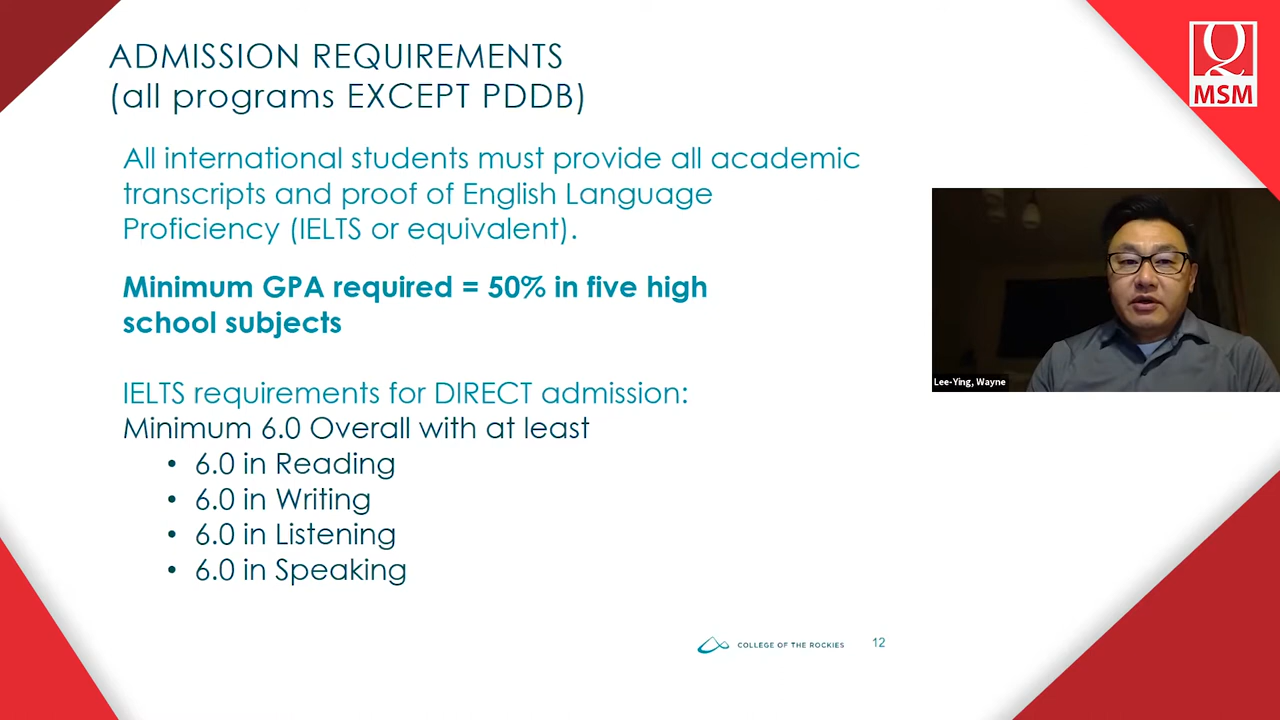 ADMISSION REQUIREMENTS
(all programs EXCEPT PDDB)
All international students must provide all academic
transcripts and proof of English Language
Proficiency (IELTS or equivalent).
Minimum GPA required = 50% in five high
school subjects
IELTS requirements for DIRECT admission:
Minimum 6.0 Overall with at least
• 6.0 in Reading
• 6.0 in Writing
• 6.0 in Listening
• 6.0 in Speaking
COLLEGE OF THE ROCKIES
12
MSM
Lee-Ying, Wayne